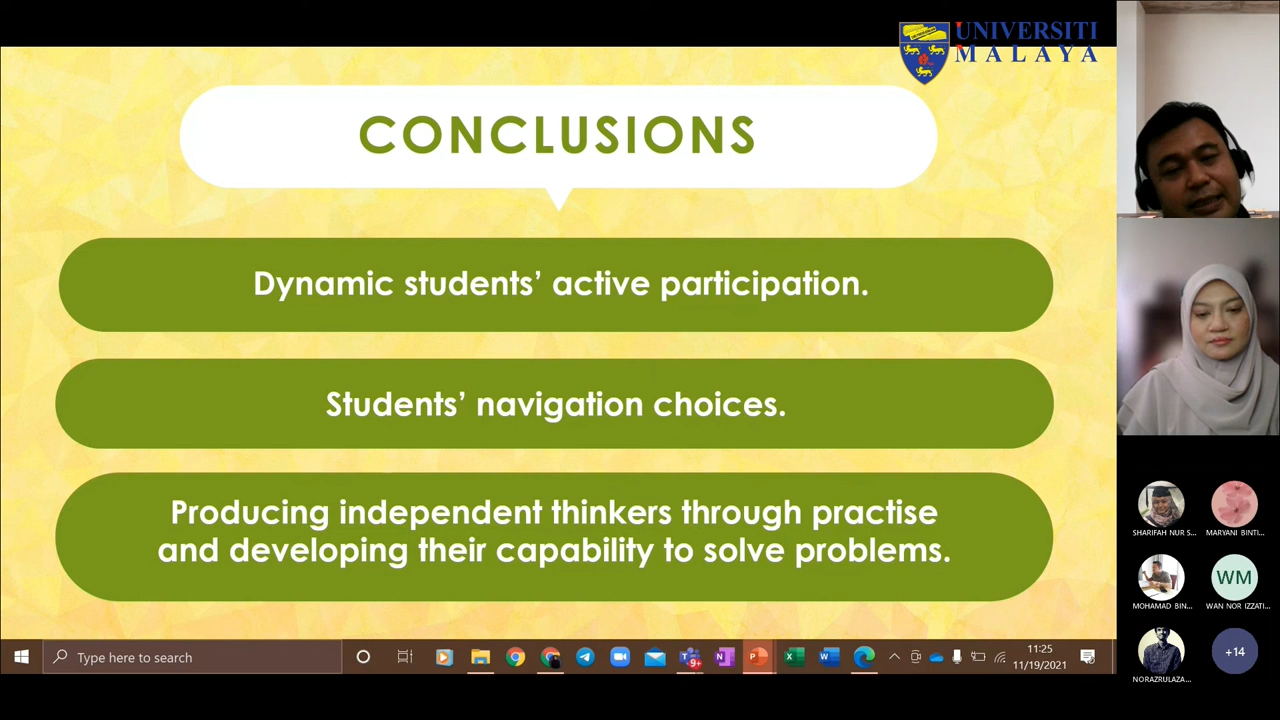 UNIVERSITI
MALAYA
CONCLUSIONS
Dynamic students’ active participation.
Students’ navigation choices.
Producing independent thinkers through practise
and developing their capability to solve problems.
SHARIFAH NUR S...
MARYANI BINTI...
MOHAMAD BIN...
WM
WAN NOR IZZATI...
NORAZRULAZA...
+14
Type here to search
9+
11:25
11/19/2021